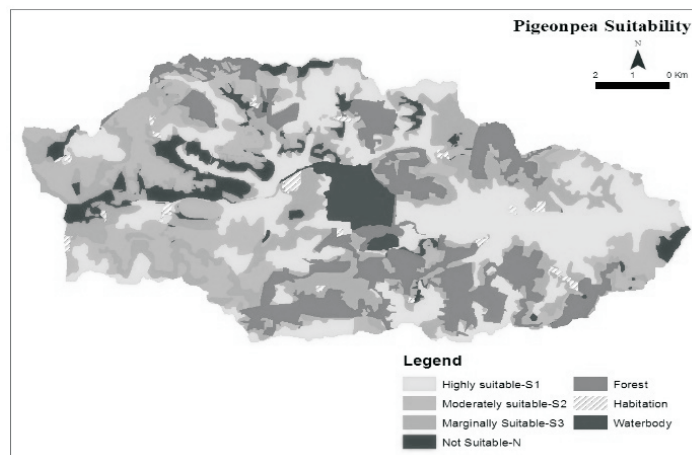 Pigeonpea Suitability
N
2 1 0 Km
Legend
Highly suitable-S1
Moderately suitable-S2
Marginally Suitable-S3
Not Suitable-N
Forest
Habitation
Waterbody